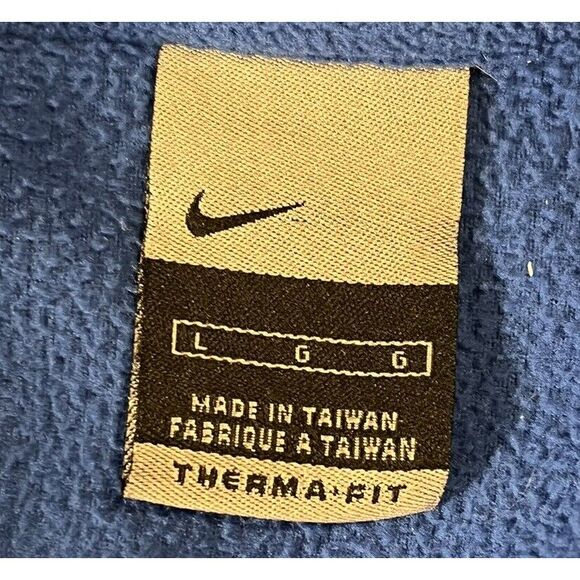 L G G
MADE IN TAIWAN
FABRIQUE A TAIWAN
THERMA-FIT